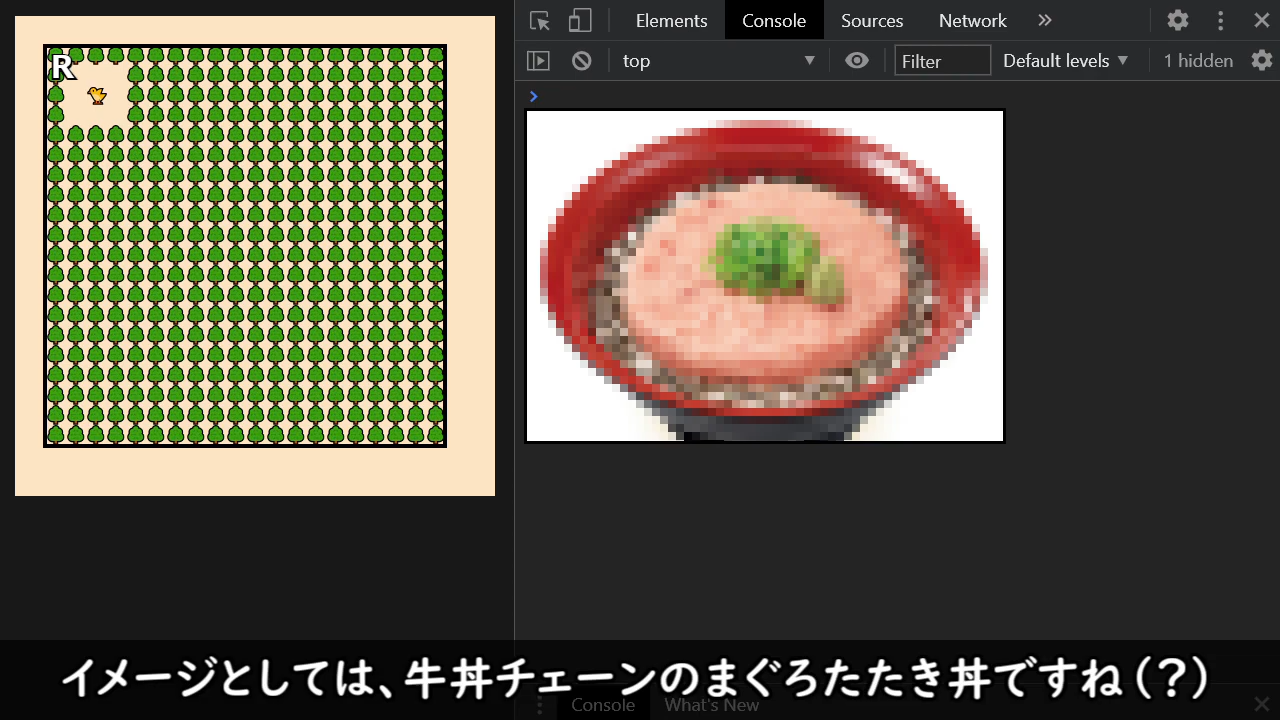 Elements Console Sources Network
top Filter Default levels 1 hidden
R
イメージとしては、牛丼チェーンのまぐろたたき丼ですね(?)
Console What's New